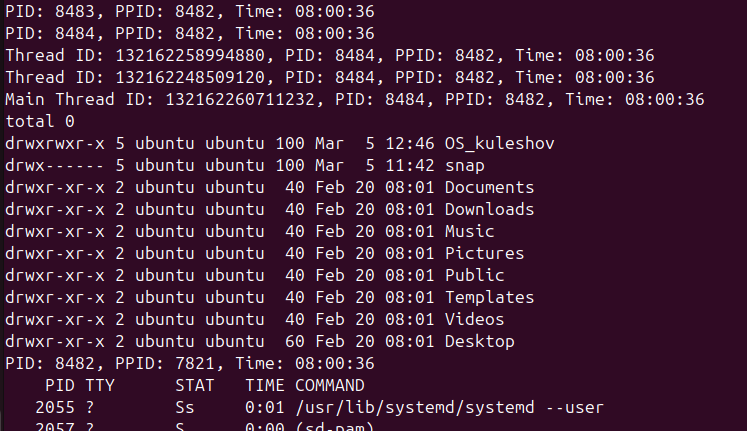 PID: 8483, PPID: 8482, Time: 08:00:36
PID: 8484, PPID: 8482, Time: 08:00:36
Thread ID: 132162258994880, PID: 8484, PPID: 8482, Time: 08:00:36
Thread ID: 132162248509120, PID: 8484, PPID: 8482, Time: 08:00:36
Main Thread ID: 132162260711232, PID: 8484, PPID: 8482, Time: 08:00:36
total 0
drwxrwxr-x 5 ubuntu ubuntu 100 Mar  5 12:46 OS_kuleshov
drwx------ 5 ubuntu ubuntu 100 Mar  5 11:42 snap
drwxr-xr-x 2 ubuntu ubuntu  40 Feb 20 08:01 Documents
drwxr-xr-x 2 ubuntu ubuntu  40 Feb 20 08:01 Downloads
drwxr-xr-x 2 ubuntu ubuntu  40 Feb 20 08:01 Music
drwxr-xr-x 2 ubuntu ubuntu  40 Feb 20 08:01 Pictures
drwxr-xr-x 2 ubuntu ubuntu  40 Feb 20 08:01 Public
drwxr-xr-x 2 ubuntu ubuntu  40 Feb 20 08:01 Templates
drwxr-xr-x 2 ubuntu ubuntu  40 Feb 20 08:01 Videos
drwxr-xr-x 2 ubuntu ubuntu  60 Feb 20 08:01 Desktop
PID: 8482, PPID: 7821, Time: 08:00:36
    PID TTY      STAT   TIME COMMAND
   2055 ?        Ss     0:01 /usr/lib/systemd/systemd --user
   2057 ?        S      0:00 (sd-pam)